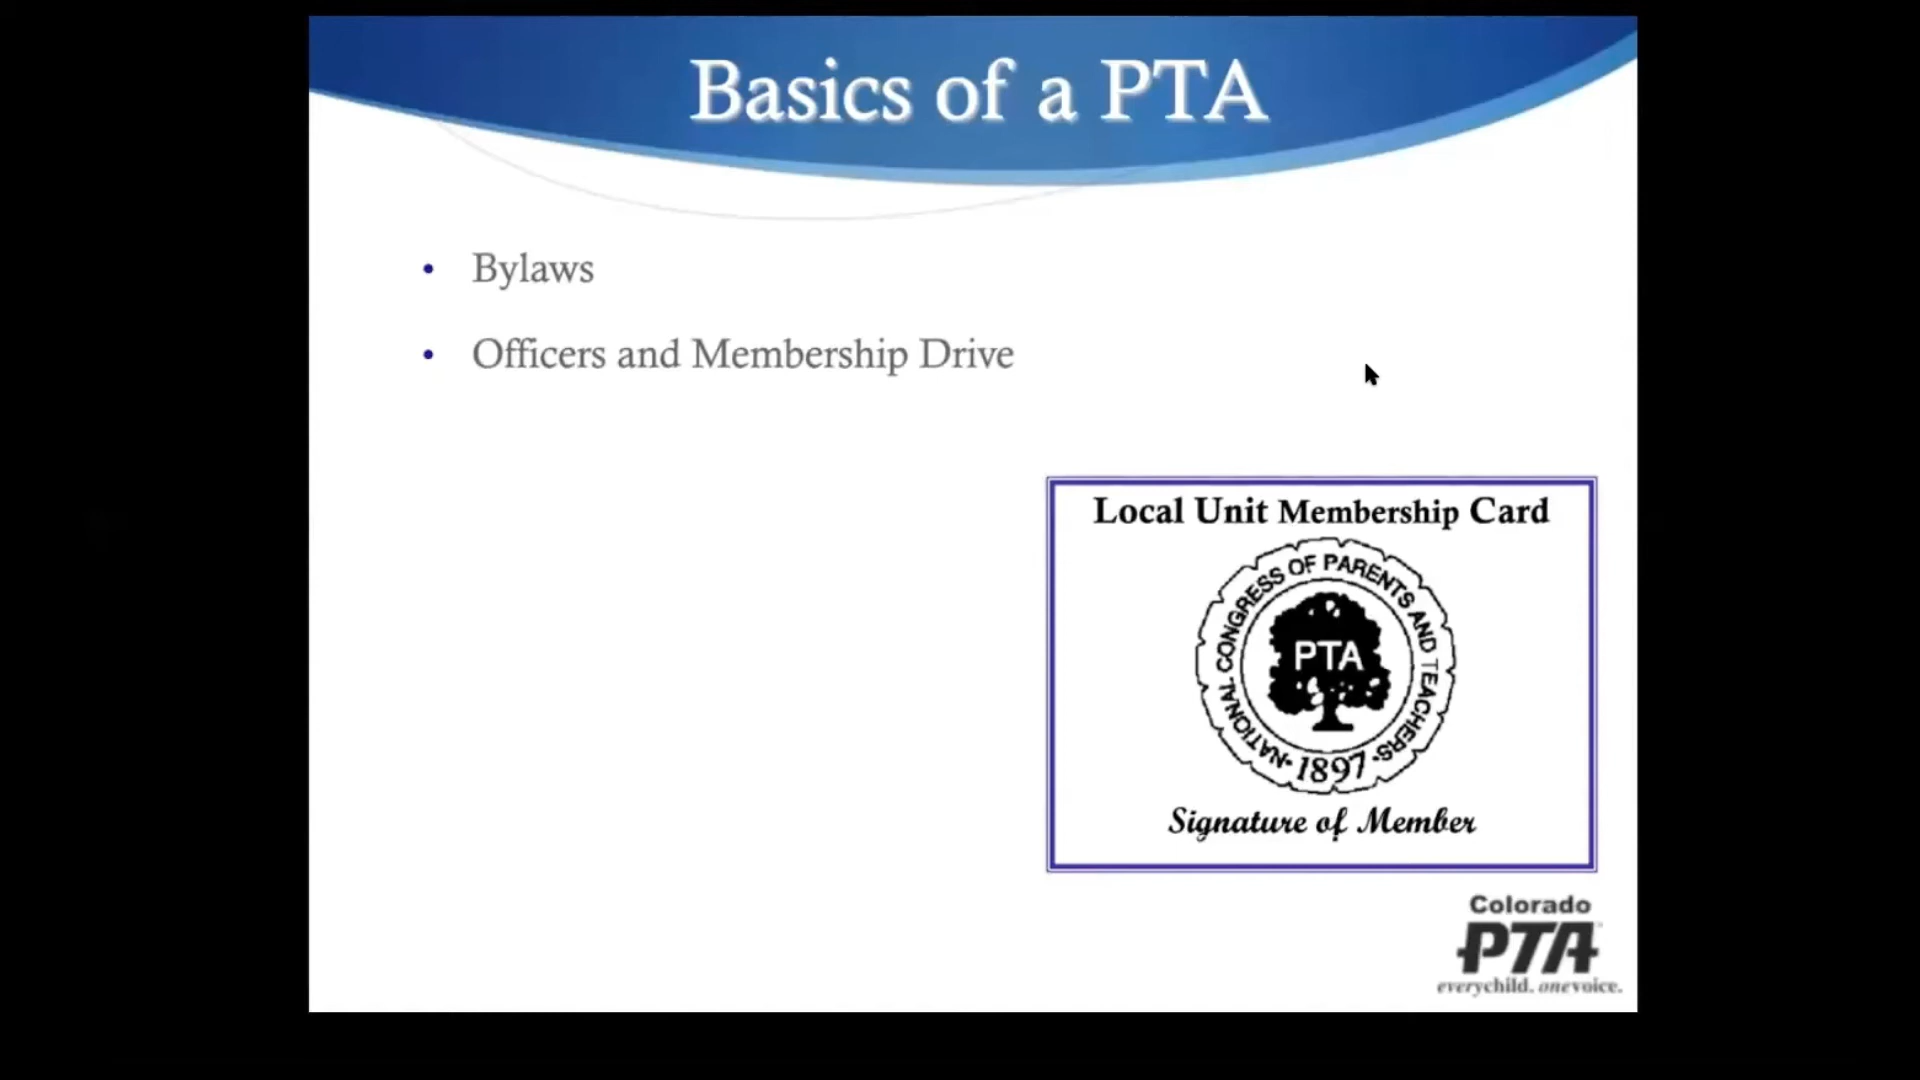 Basics of a PTA
• Bylaws
• Officers and Membership Drive
Local Unit Membership Card
NATIONAL CONGRESS OF PARENTS AND TEACHERS
PTA
• 1897 •
Signature of Member
Colorado
PTA
everychild. onevoice.